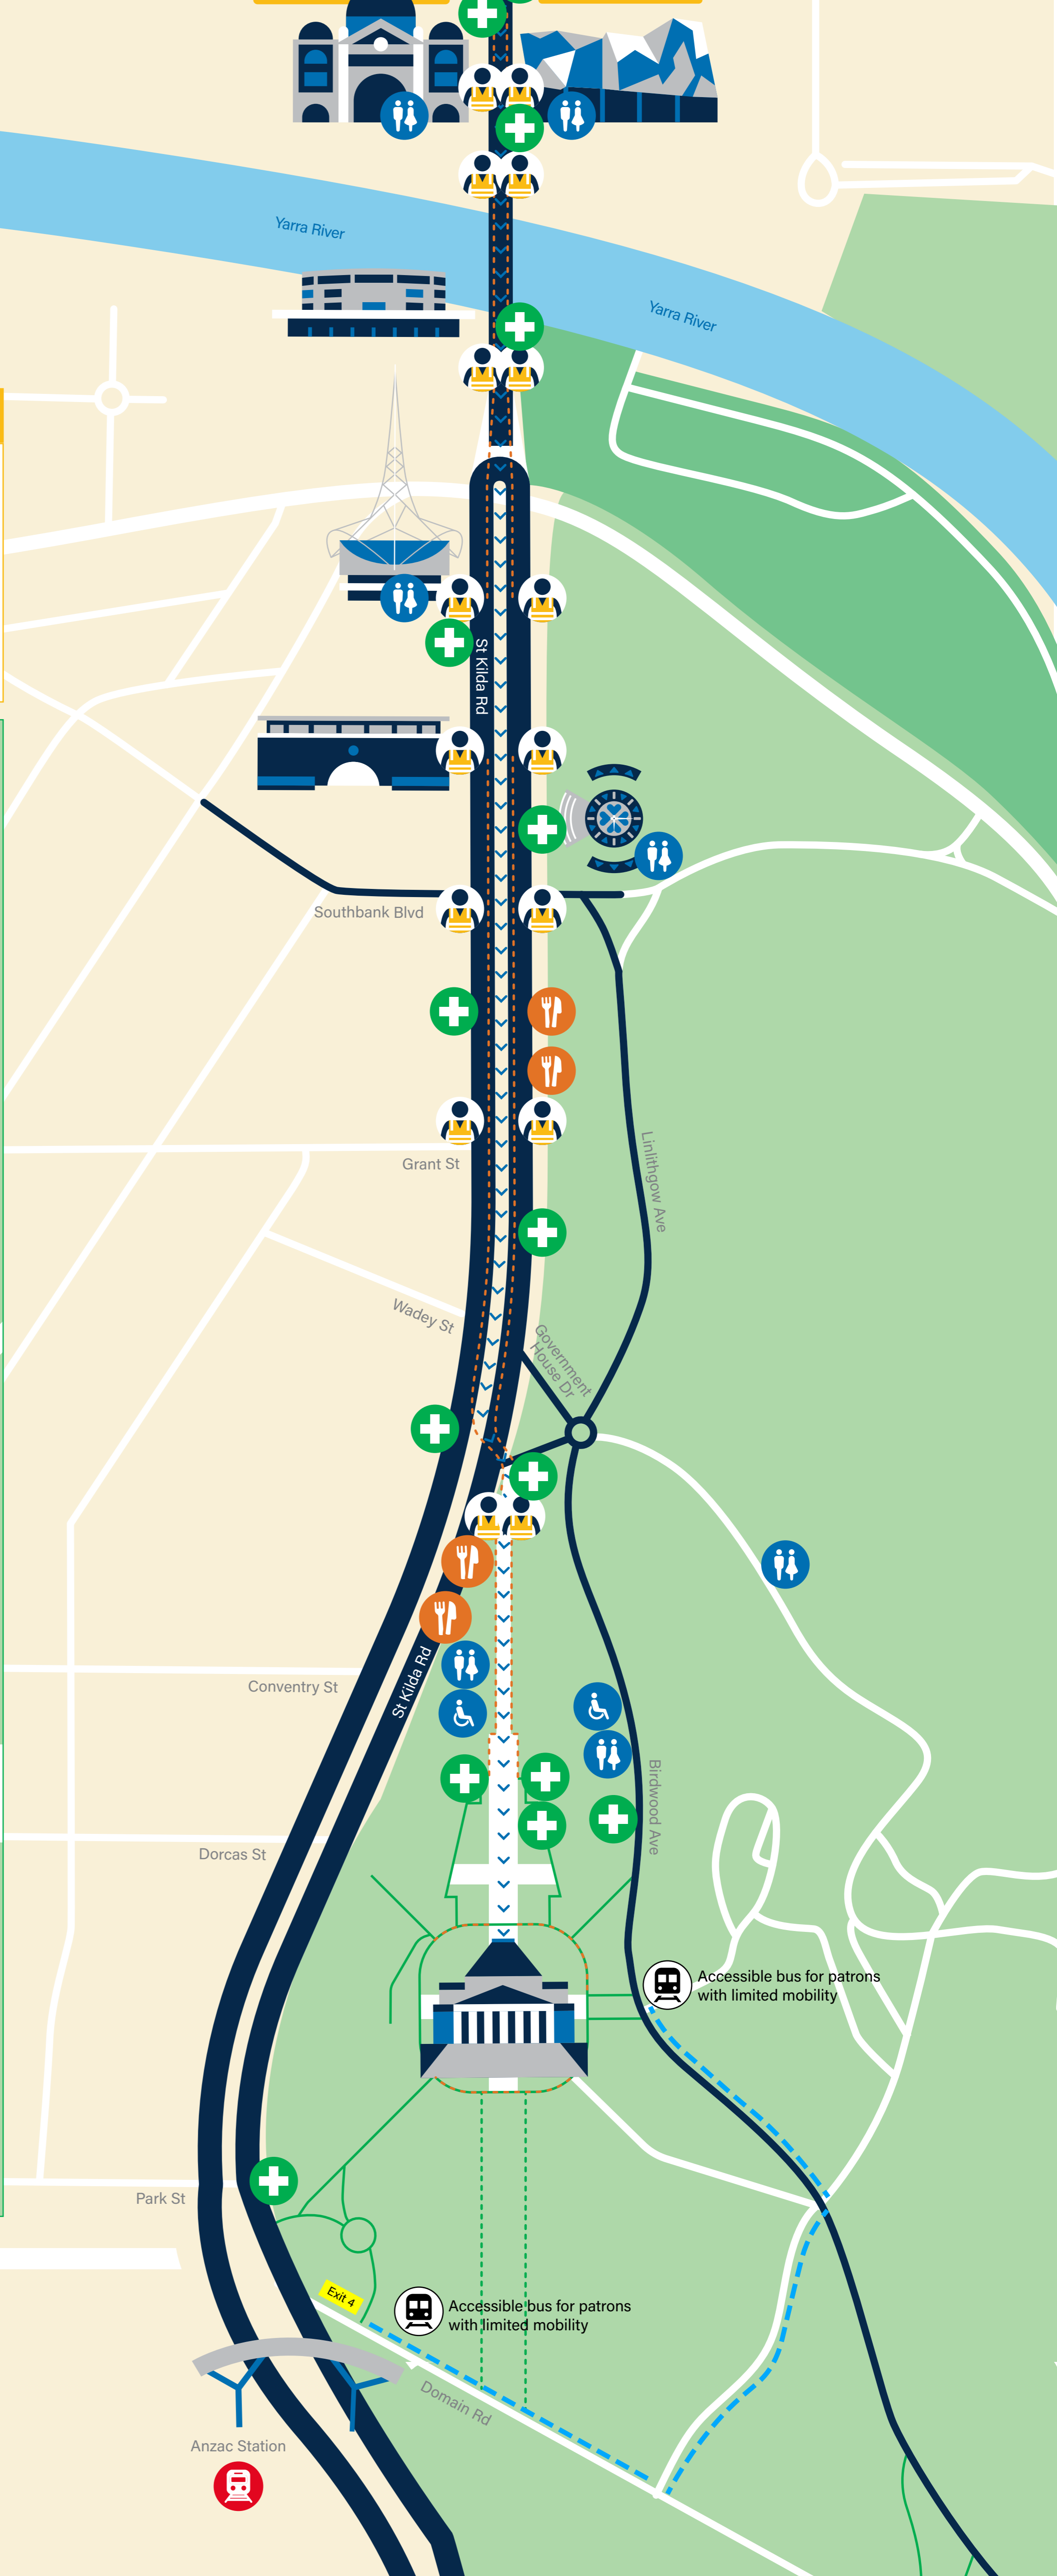 Yarra River
Yarra River
St Kilda Rd
Southbank Blvd
Linlithgow Ave
Grant St
Wadey St
Government
House Dr
St Kilda Rd
Coventry St
Birdwood Ave
Dorcas St
Accessible bus for patrons
with limited mobility
Park St
Exit 4
Accessible bus for patrons
with limited mobility
Domain Rd
Anzac Station